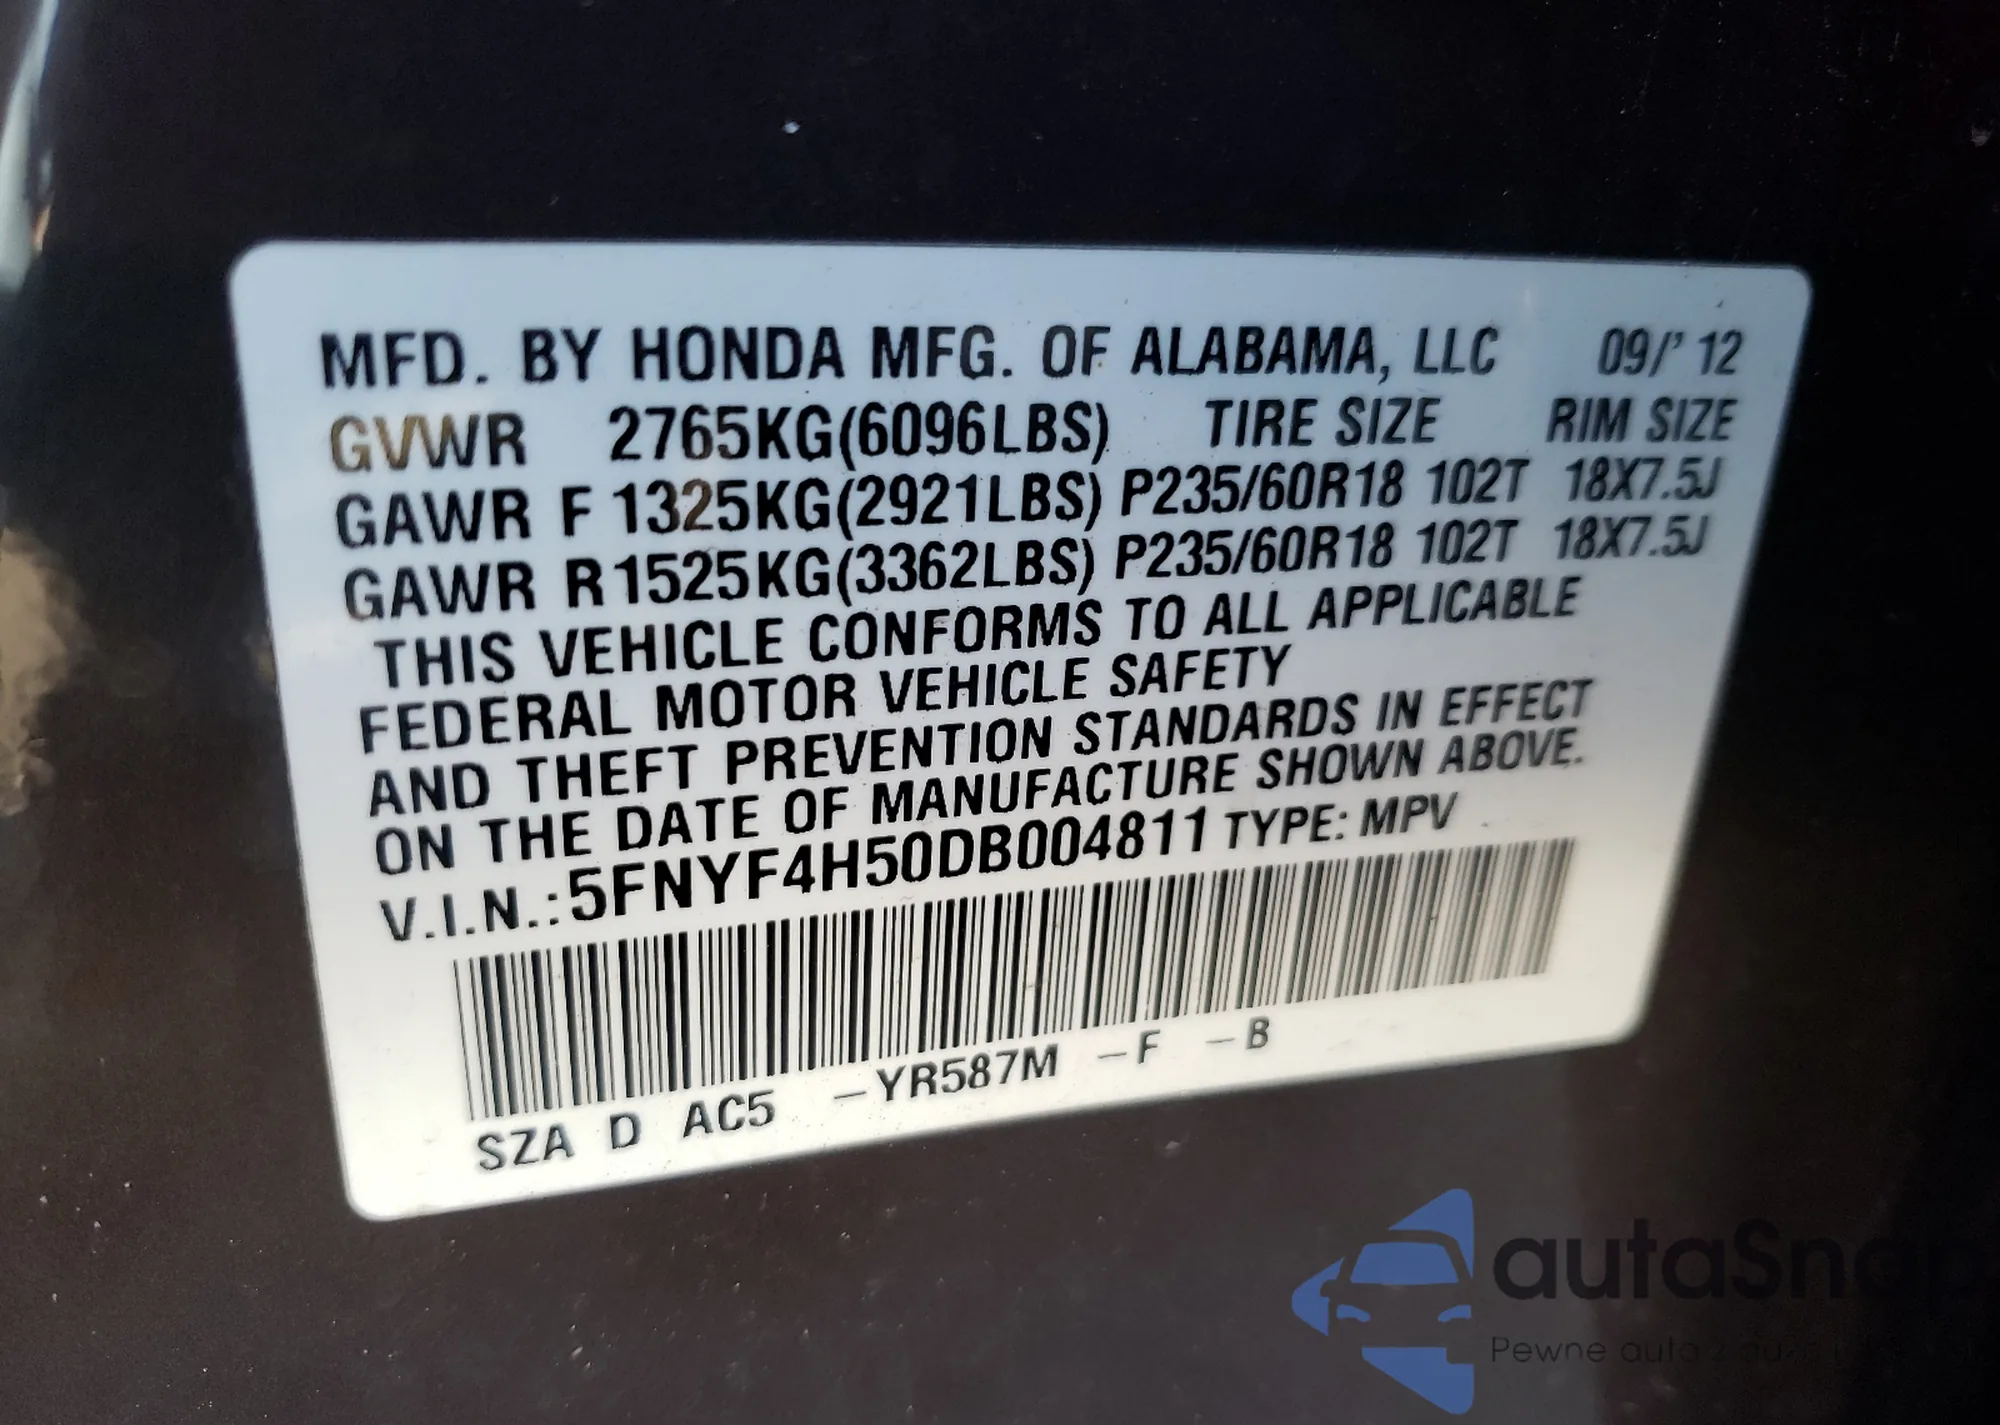 MFD. BY HONDA MFG. OF ALABAMA, LLC 09/'12
GVWR 2765KG(6096LBS) TIRE SIZE RIM SIZE
GAWR F 1325KG(2921LBS) P235/60R18 102T 18X7.5J
GAWR R 1525KG(3362LBS) P235/60R18 102T 18X7.5J
THIS VEHICLE CONFORMS TO ALL APPLICABLE
FEDERAL MOTOR VEHICLE SAFETY
AND THEFT PREVENTION STANDARDS IN EFFECT
ON THE DATE OF MANUFACTURE SHOWN ABOVE.
V.I.N.:5FNYF4H50DB004811 TYPE: MPV
SZA D AC5 -YR587M -F -B
autaSnap
Pewne auta z